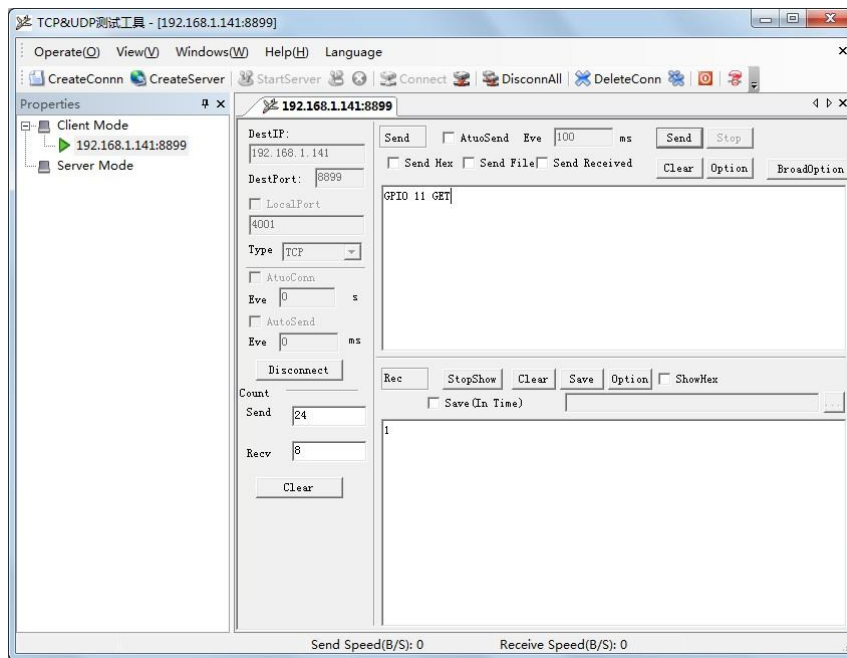 TCP&UDP测试工具 - [192.168.1.141:8899]
Operate(O) View(V) Windows(W) Help(H) Language
CreateConnn CreateServer StartServer Connect DisconnAll DeleteConn
Properties
Client Mode
192.168.1.141:8899
Server Mode
192.168.1.141:8899
DestIP:
192.168.1.141
DestPort: 8899
LocalPort
4001
Type TCP
AtuoConn
Eve 0 s
AutoSend
Eve 0 ms
Disconnect
Count
Send 24
Recv 8
Clear
Send AtuoSend Eve 100 ms Send Stop
Send Hex Send File Send Received Clear Option BroadOption
GPIO 11 GET
Rec StopShow Clear Save Option ShowHex
Save(In Time) ...
1
Send Speed(B/S): 0 Receive Speed(B/S): 0